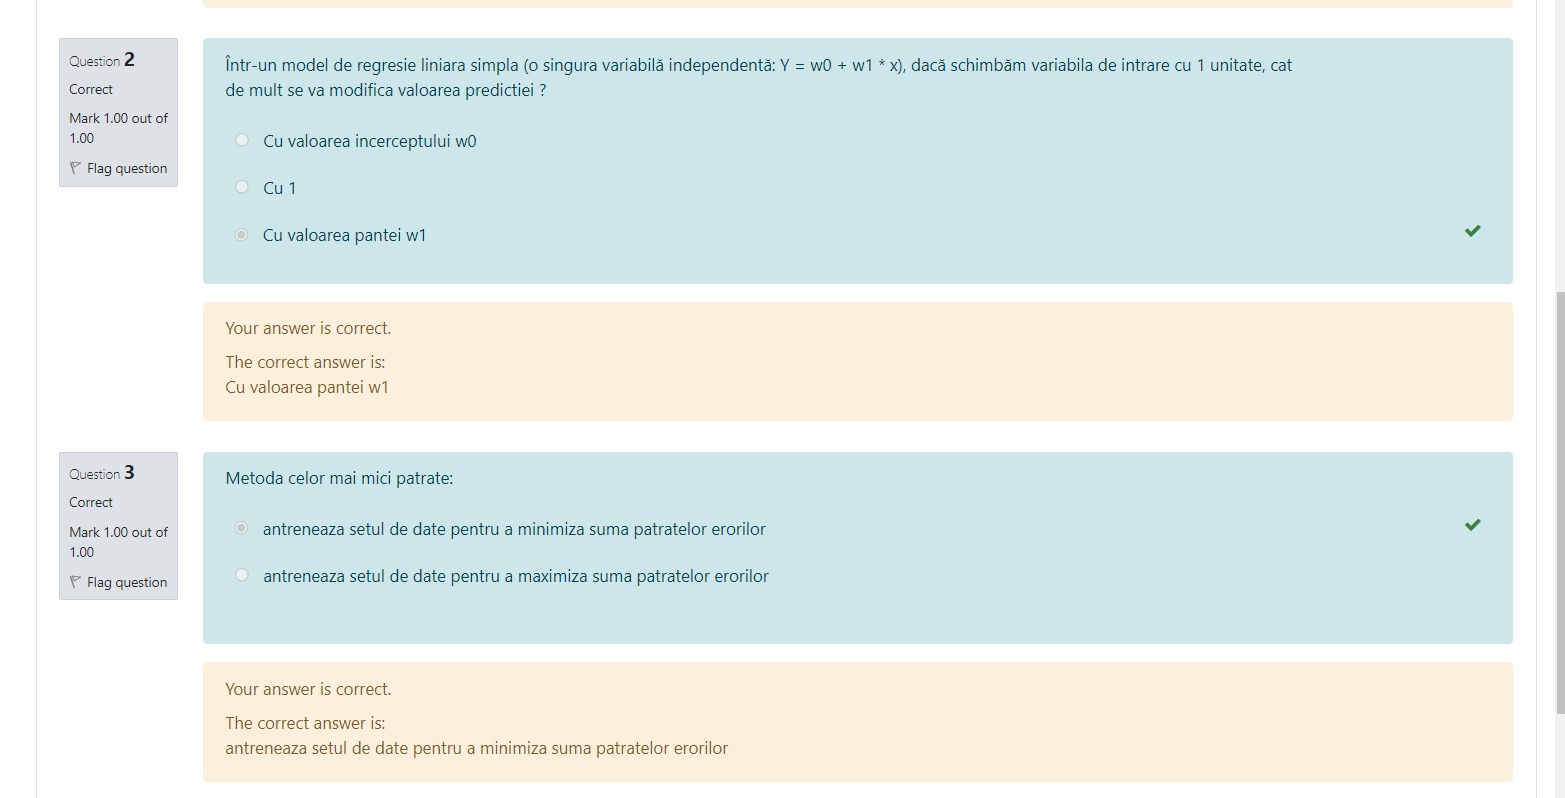 Question 2
Correct
Mark 1.00 out of
1.00
Flag question
Într-un model de regresie liniara simpla (o singura variabilă independentă: Y = w0 + w1 * x), dacă schimbăm variabila de intrare cu 1 unitate, cat
de mult se va modifica valoarea predictiei ?
Cu valoarea incerceptului w0
Cu 1
Cu valoarea pantei w1
Your answer is correct.
The correct answer is:
Cu valoarea pantei w1
Question 3
Correct
Mark 1.00 out of
1.00
Flag question
Metoda celor mai mici patrate:
antreneaza setul de date pentru a minimiza suma patratelor erorilor
antreneaza setul de date pentru a maximiza suma patratelor erorilor
Your answer is correct.
The correct answer is:
antreneaza setul de date pentru a minimiza suma patratelor erorilor